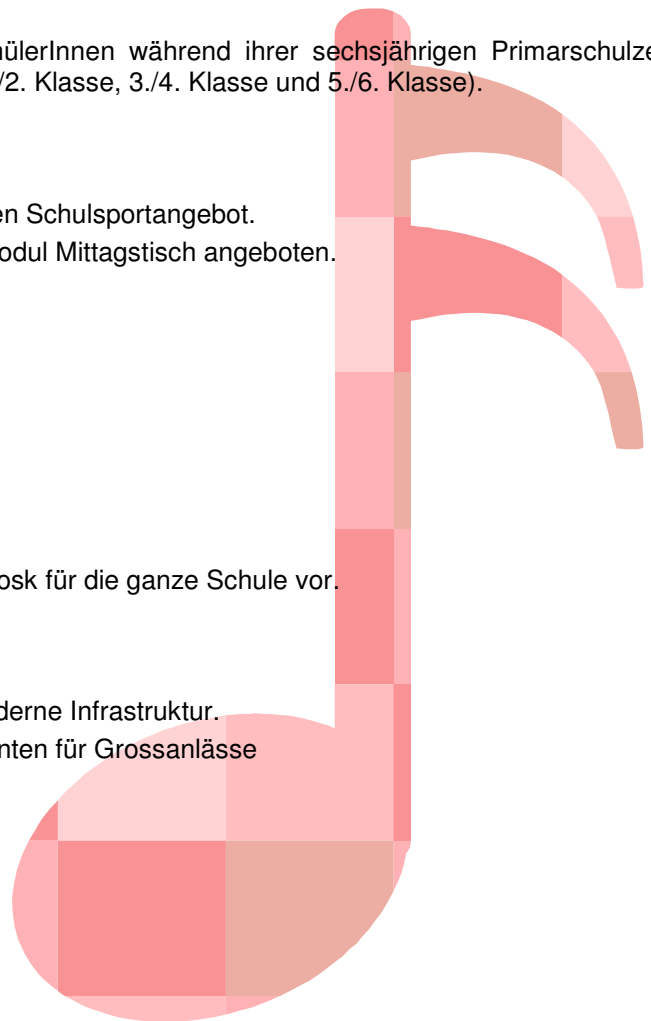 ülerInnen während ihrer sechsjährigen Primarschulze
/2. Klasse, 3./4. Klasse und 5./6. Klasse).
en Schulsportangebot.
odul Mittagstisch angeboten.
osk für die ganze Schule vor.
derne Infrastruktur.
nten für Grossanlässe